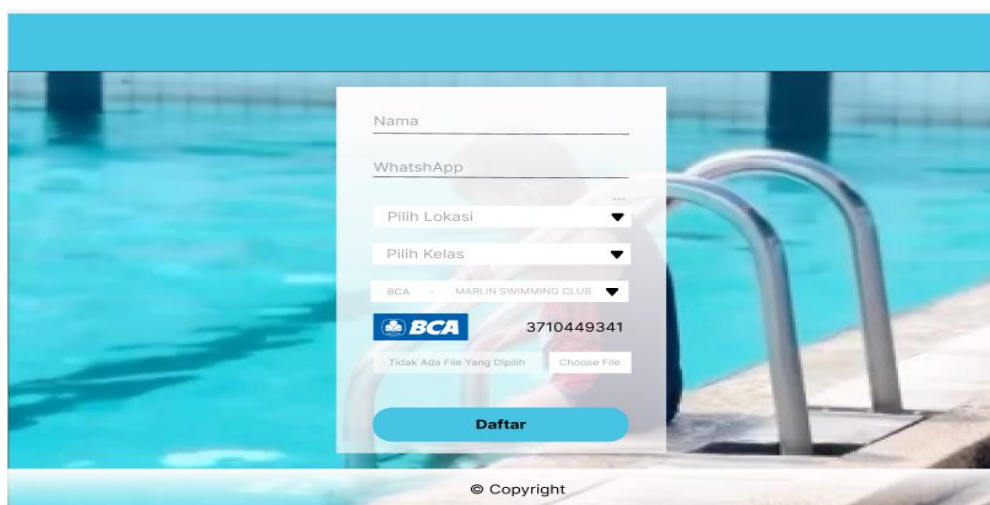 Nama
WhatshApp
...
Pilih Lokasi
Pilih Kelas
BCA - MARLIN SWIMMING CLUB
BCA 3710449341
Tidak Ada File Yang Dipilih Choose File
Daftar
© Copyright